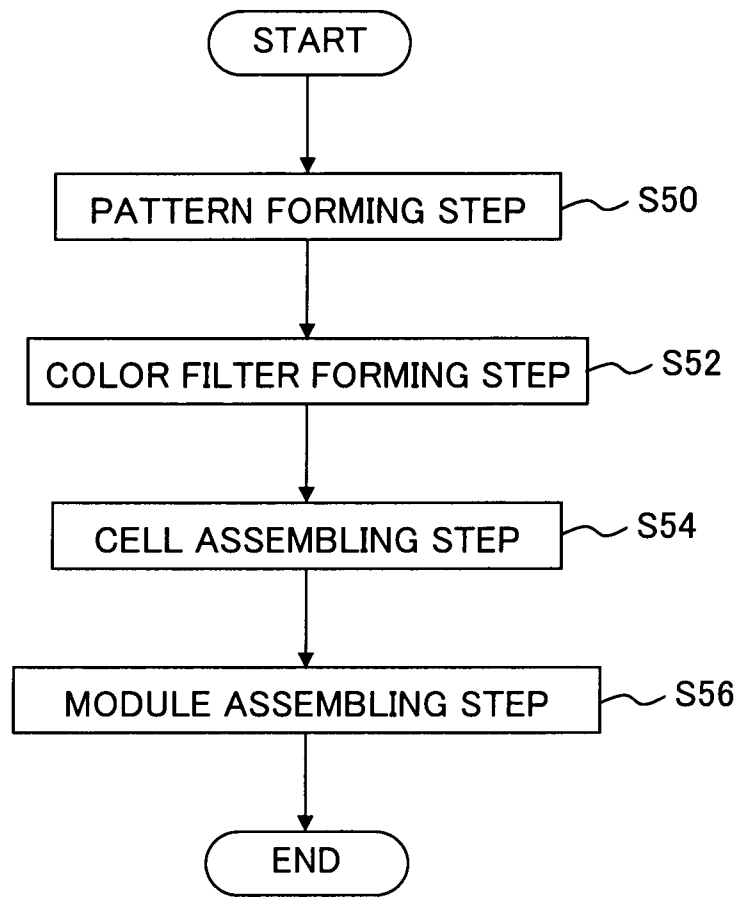 START
PATTERN FORMING STEP
S50
COLOR FILTER FORMING STEP
S52
CELL ASSEMBLING STEP
S54
MODULE ASSEMBLING STEP
S56
END